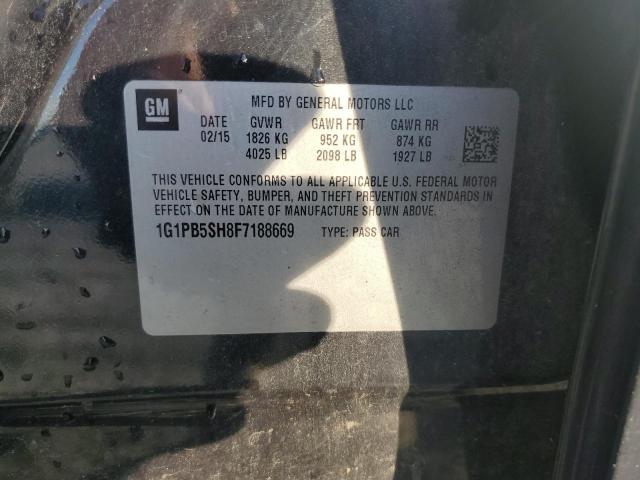 GM
MFD BY GENERAL MOTORS LLC
DATE GVWR GAWR FRT GAWR RR
02/15 1826 KG 952 KG 874 KG
4025 LB 2098 LB 1927 LB
THIS VEHICLE CONFORMS TO ALL APPLICABLE U.S. FEDERAL MOTOR
VEHICLE SAFETY, BUMPER, AND THEFT PREVENTION STANDARDS IN
EFFECT ON THE DATE OF MANUFACTURE SHOWN ABOVE.
1G1PB5SH8F7188669 TYPE: PASS CAR